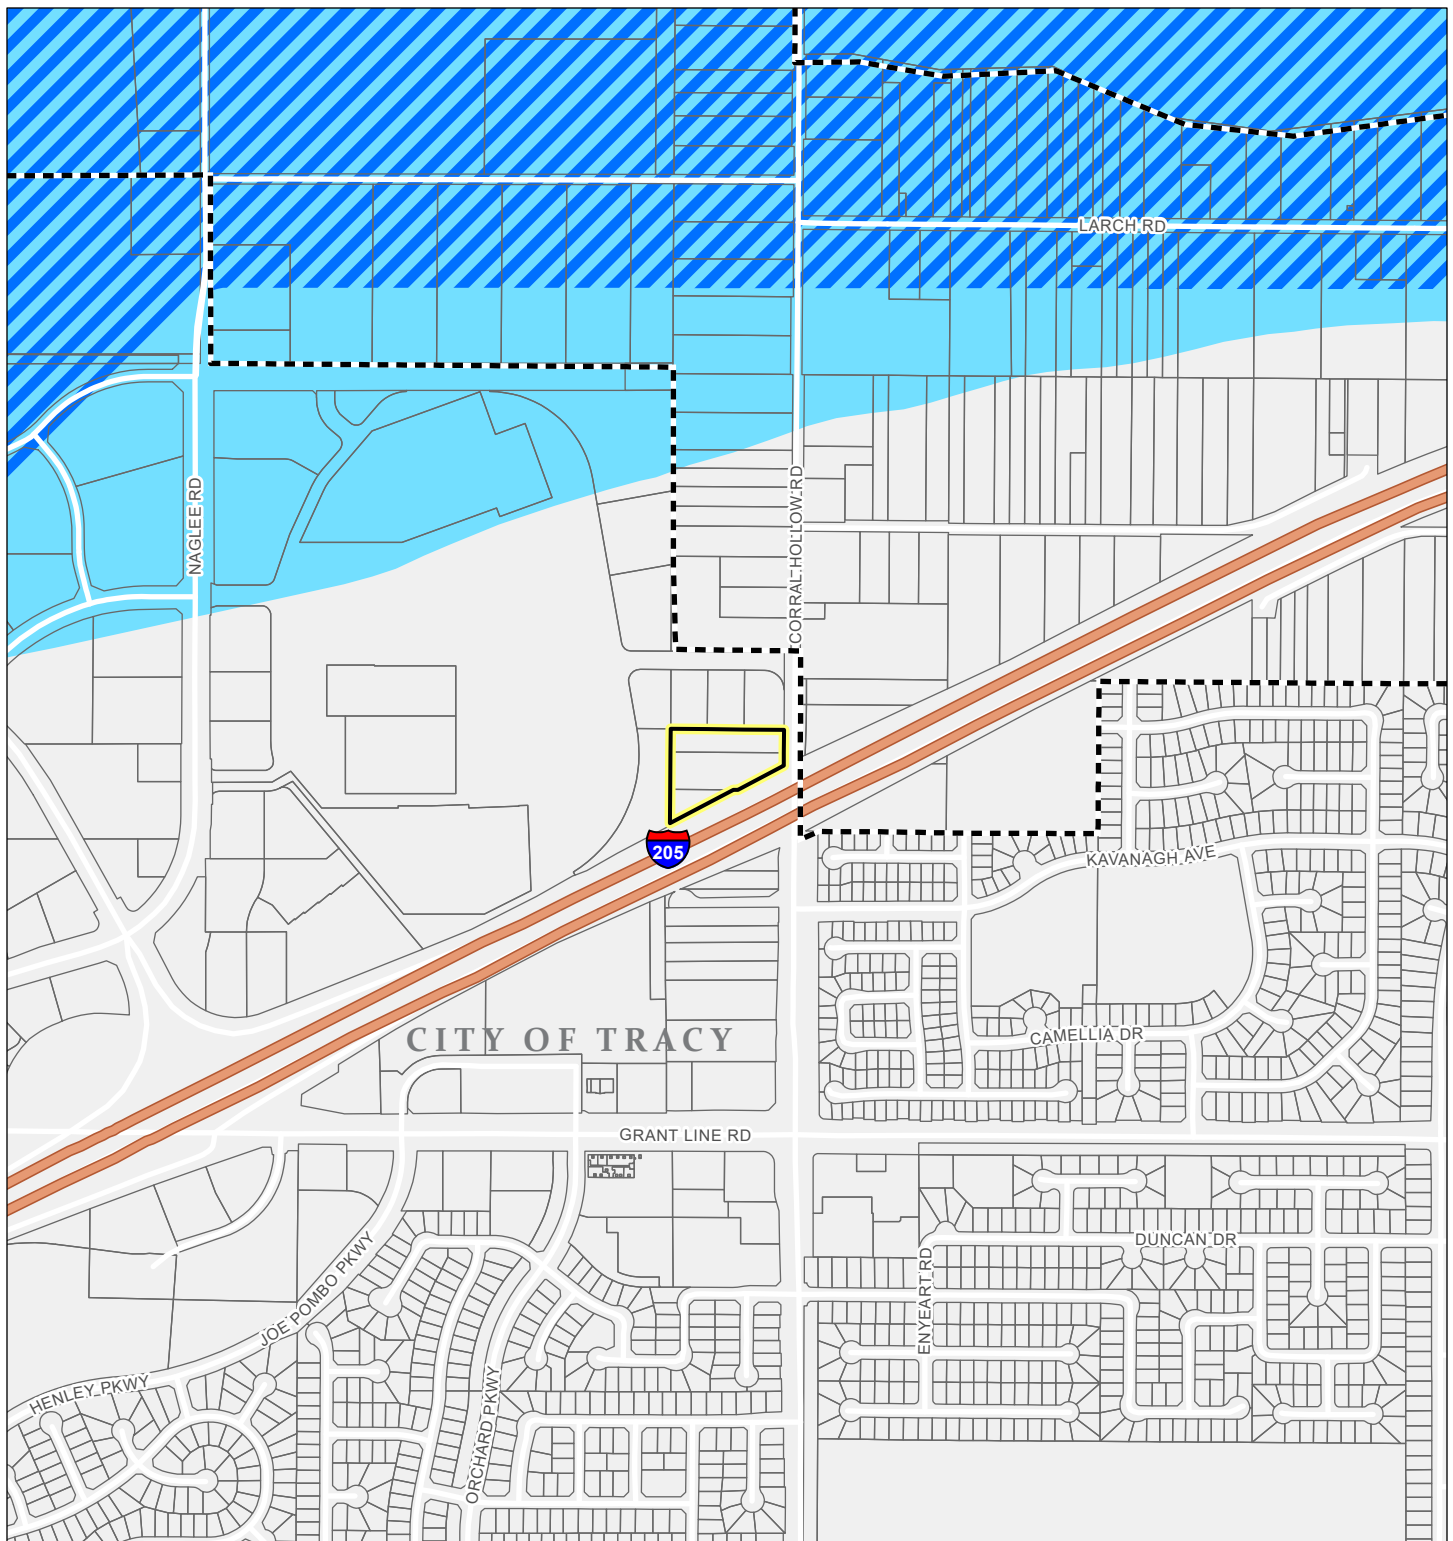 LARCH RD
NAGLEE RD
CORRAL HOLLOW RD
205
KAVANAGH AVE
CITY OF TRACY
CAMELLIA DR
GRANT LINE RD
JOE POMBO PKWY
ENYEART RD
DUNCAN DR
HENLEY PKWY
ORCHARD PKWY